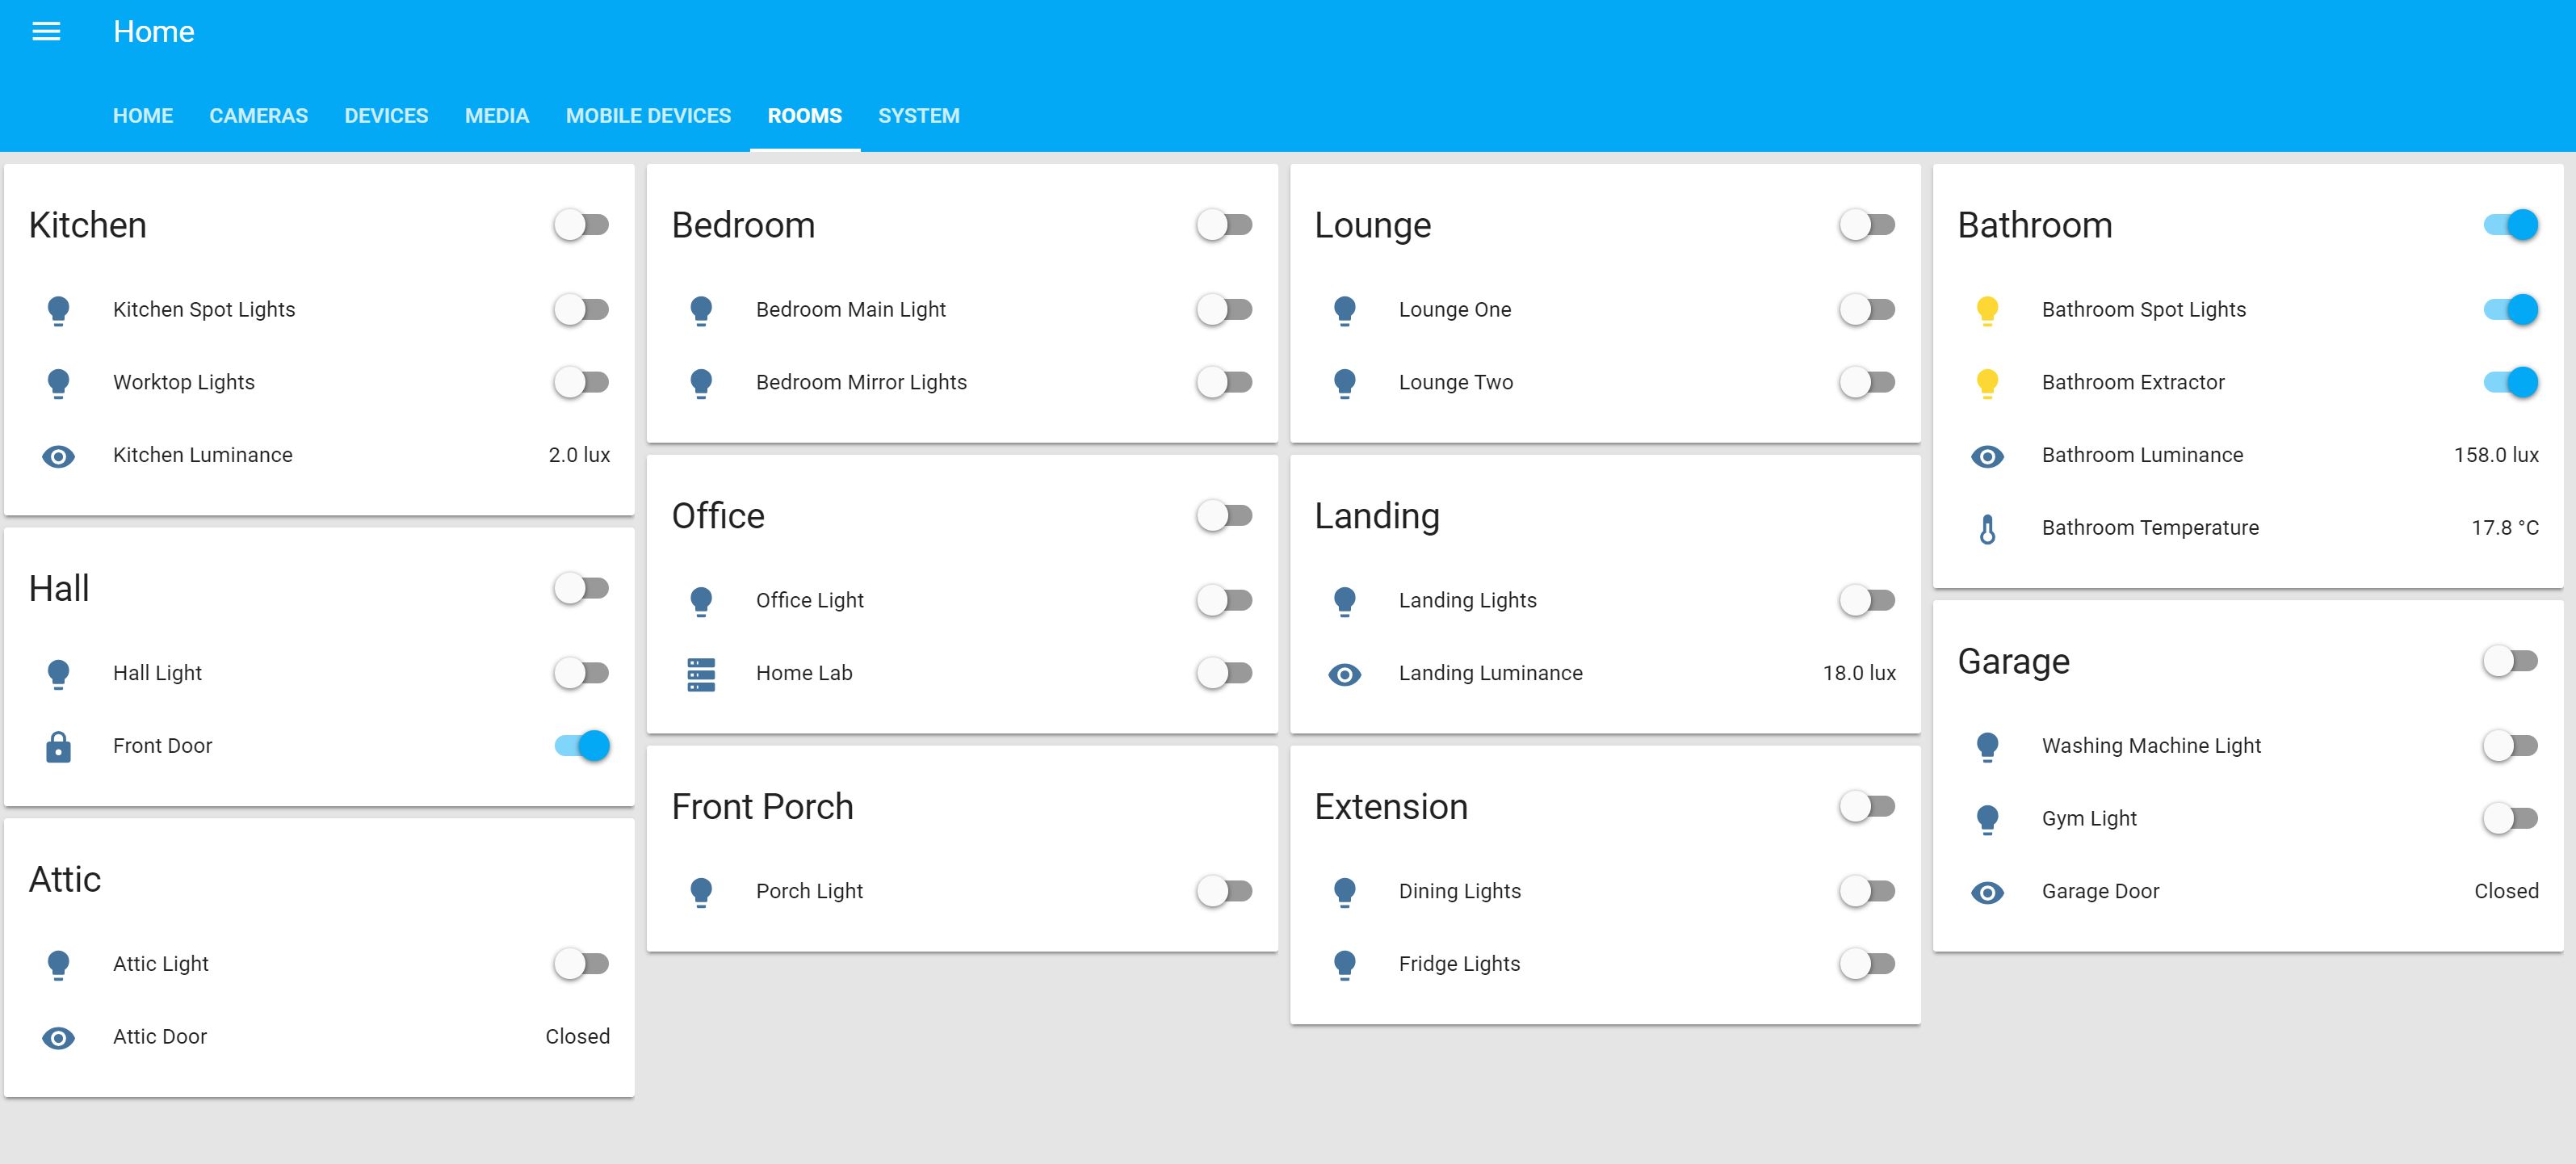 Home
HOME CAMERAS DEVICES MEDIA MOBILE DEVICES ROOMS SYSTEM
Kitchen
Kitchen Spot Lights
Worktop Lights
Kitchen Luminance 2.0 lux
Hall
Hall Light
Front Door
Attic
Attic Light
Attic Door Closed
Bedroom
Bedroom Main Light
Bedroom Mirror Lights
Office
Office Light
Home Lab
Front Porch
Porch Light
Lounge
Lounge One
Lounge Two
Landing
Landing Lights
Landing Luminance 18.0 lux
Extension
Dining Lights
Fridge Lights
Bathroom
Bathroom Spot Lights
Bathroom Extractor
Bathroom Luminance 158.0 lux
Bathroom Temperature 17.8 °C
Garage
Washing Machine Light
Gym Light
Garage Door Closed